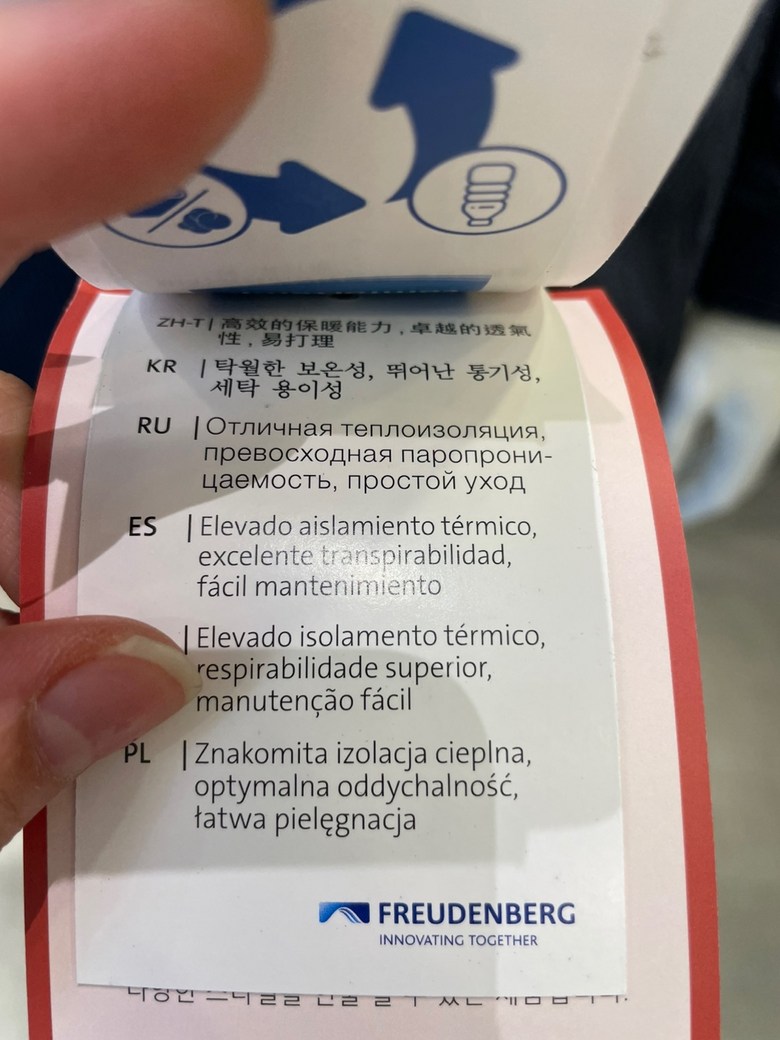 ZH-T | 高效的保暖能力，卓越的透氣
性，易打理
KR | 탁월한 보온성, 뛰어난 통기성,
세탁 용이성
RU | Отличная теплоизоляция,
превосходная паропрони-
цаемость, простой уход
ES | Elevado aislamiento térmico,
excelente transpirabilidad,
fácil mantenimiento
| Elevado isolamento térmico,
respirabilidade superior,
manutenção fácil
PL | Znakomita izolacja cieplna,
optymalna oddychalność,
łatwa pielęgnacja
FREUDENBERG
INNOVATING TOGETHER